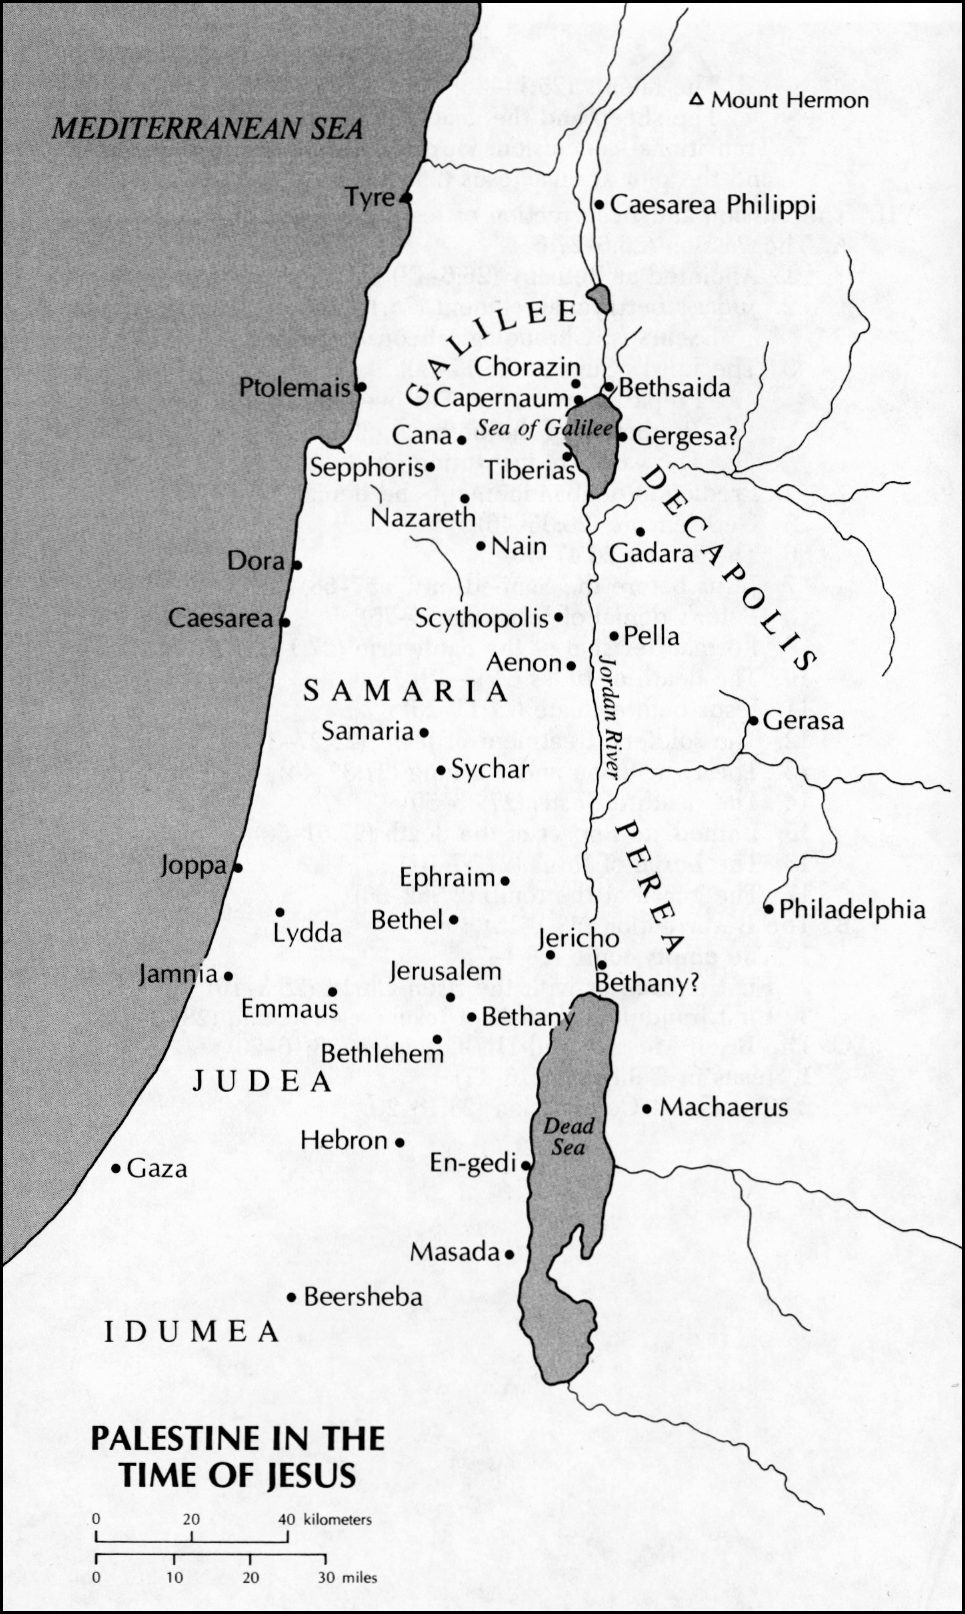 Mount Hermon
MEDITERRANEAN SEA
Tyre
Caesarea Philippi
GALILEE
Chorazin
Ptolemais
Capernaum
Bethsaida
Cana
Sea of Galilee
Gergesa?
Sepphoris
Tiberias
DECAPOLIS
Nazareth
Nain
Gadara
Dora
Caesarea
Scythopolis
Pella
Aenon
Jordan River
SAMARIA
Gerasa
Samaria
Sychar
PEREA
Joppa
Ephraim
Philadelphia
Bethel
Lydda
Jericho
Jamnia
Jerusalem
Bethany?
Emmaus
Bethany
Bethlehem
JUDEA
Machaerus
Dead
Sea
Hebron
En-gedi
Gaza
Masada
Beersheba
IDUMEA
PALESTINE IN THE
TIME OF JESUS
0 20 40 kilometers
0 10 20 30 miles